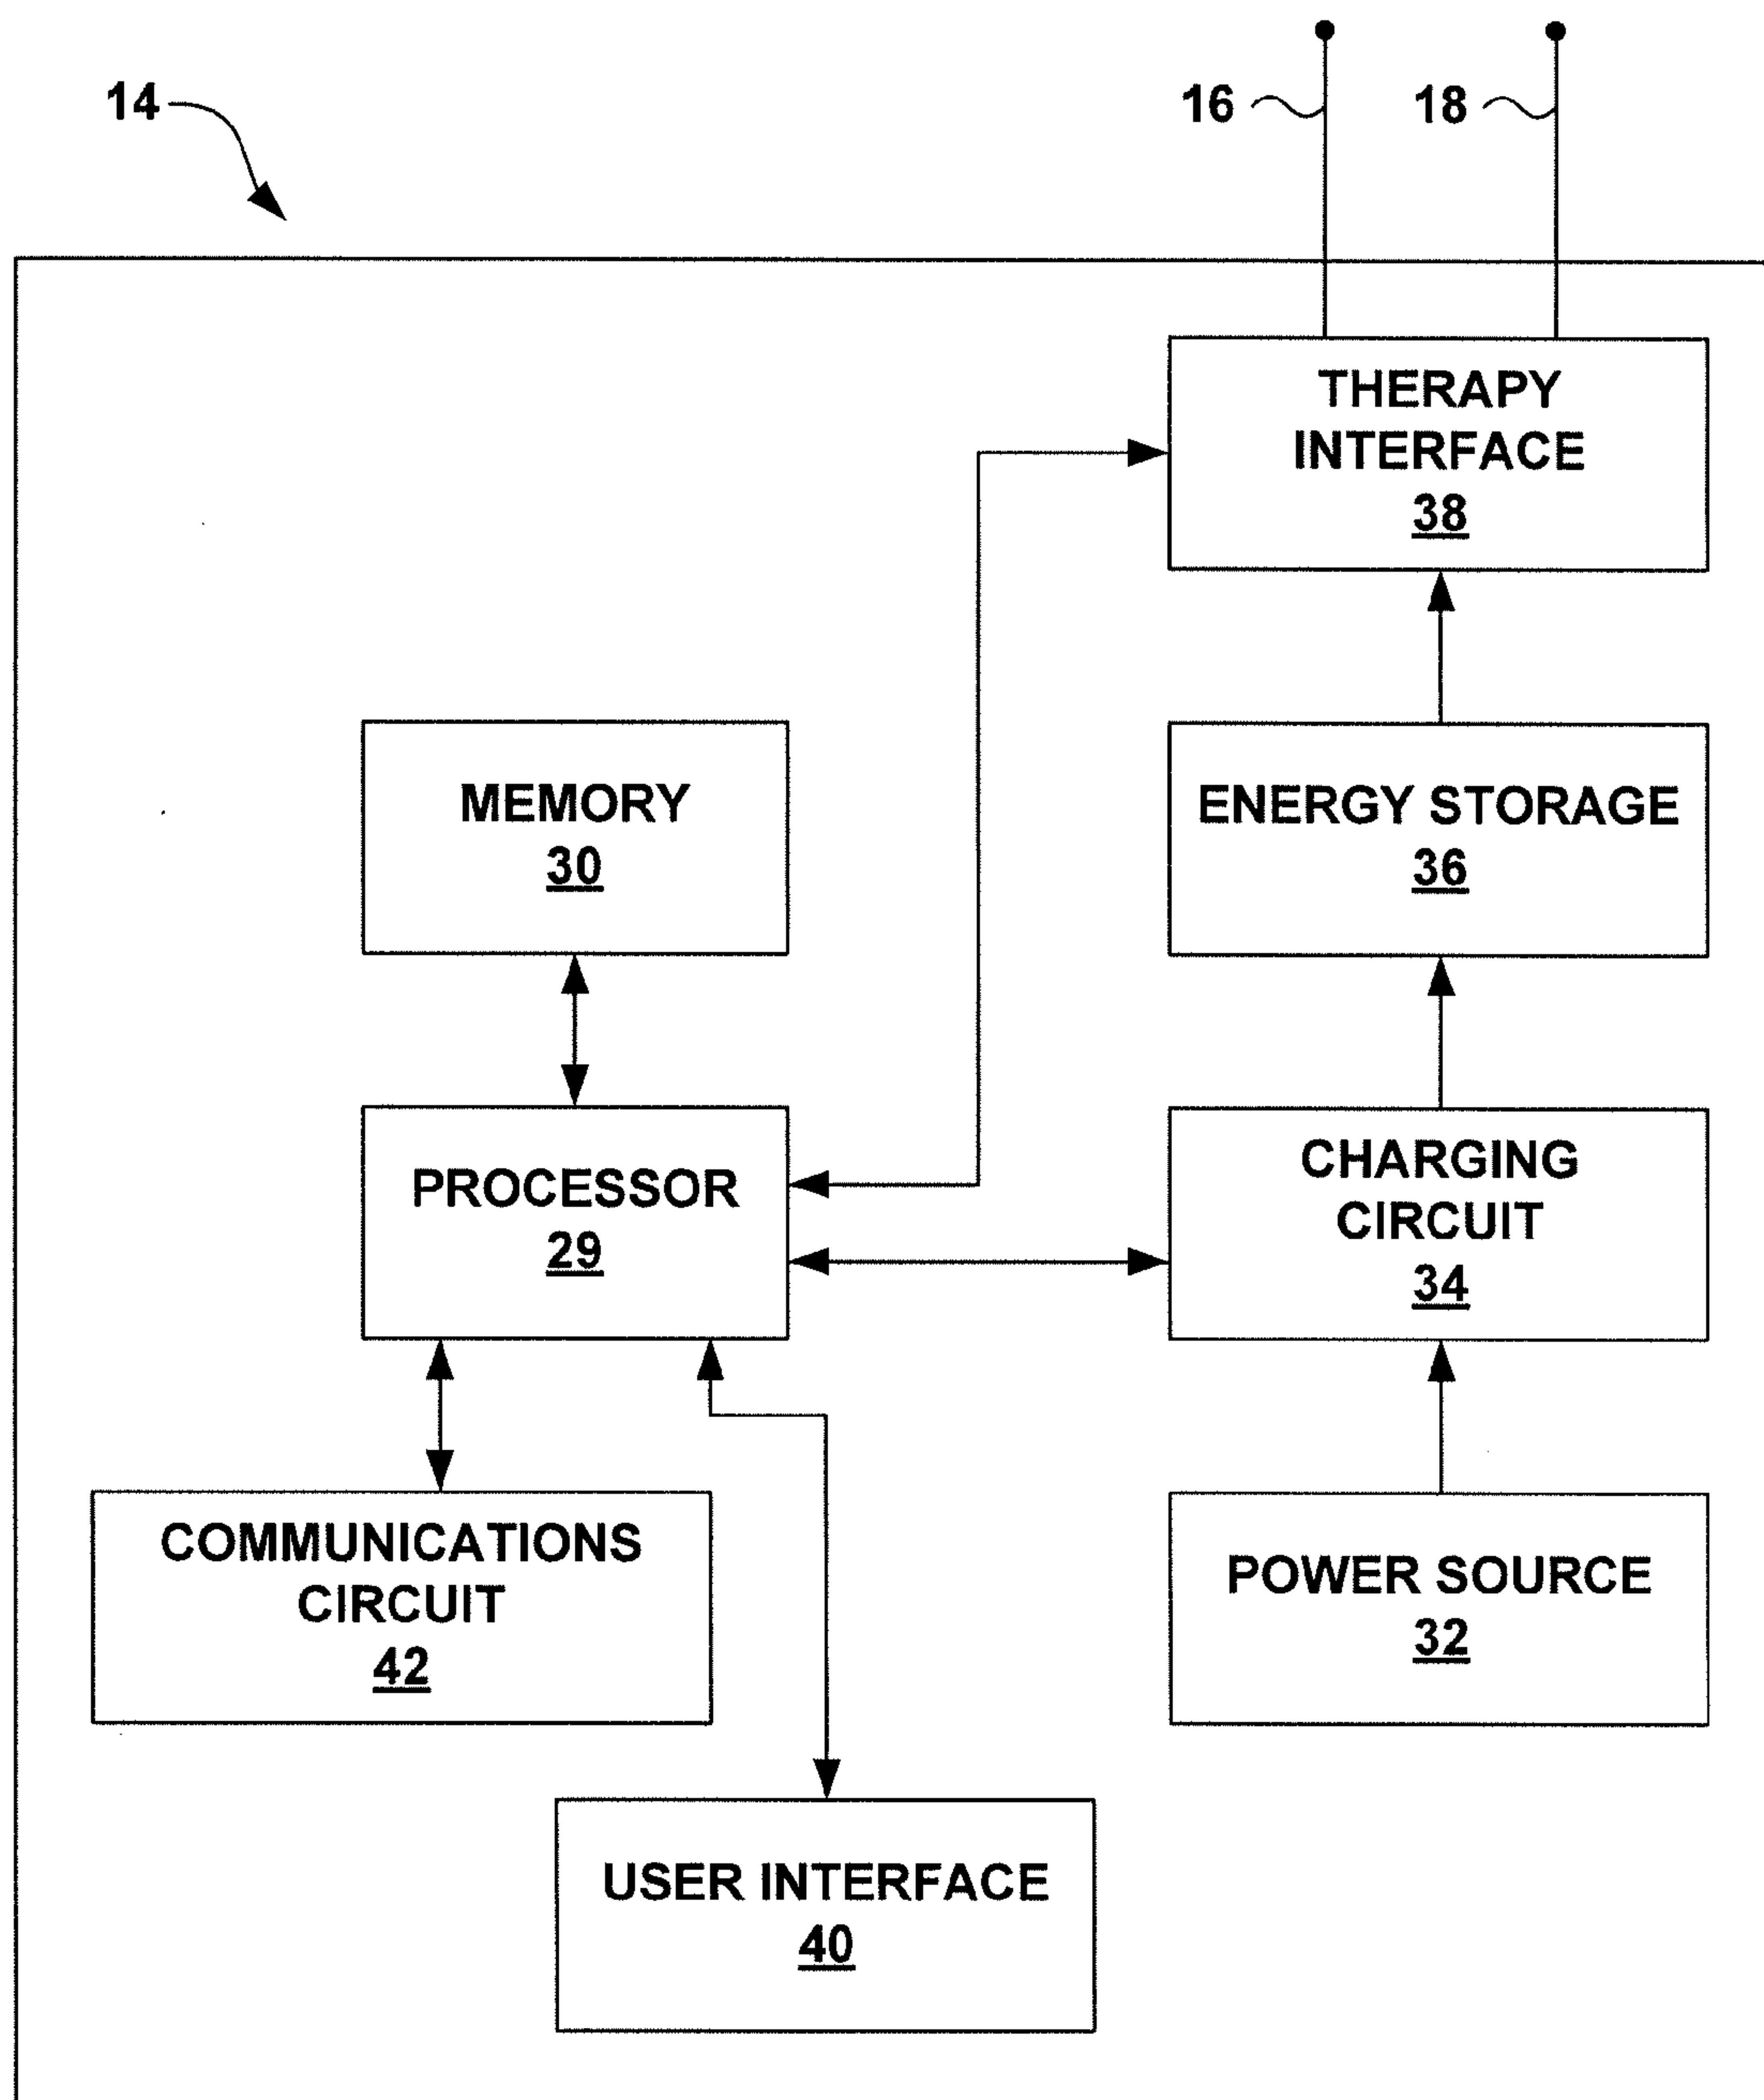 14
16
18
THERAPY
INTERFACE
38
MEMORY
30
ENERGY STORAGE
36
PROCESSOR
29
CHARGING
CIRCUIT
34
COMMUNICATIONS
CIRCUIT
42
POWER SOURCE
32
USER INTERFACE
40